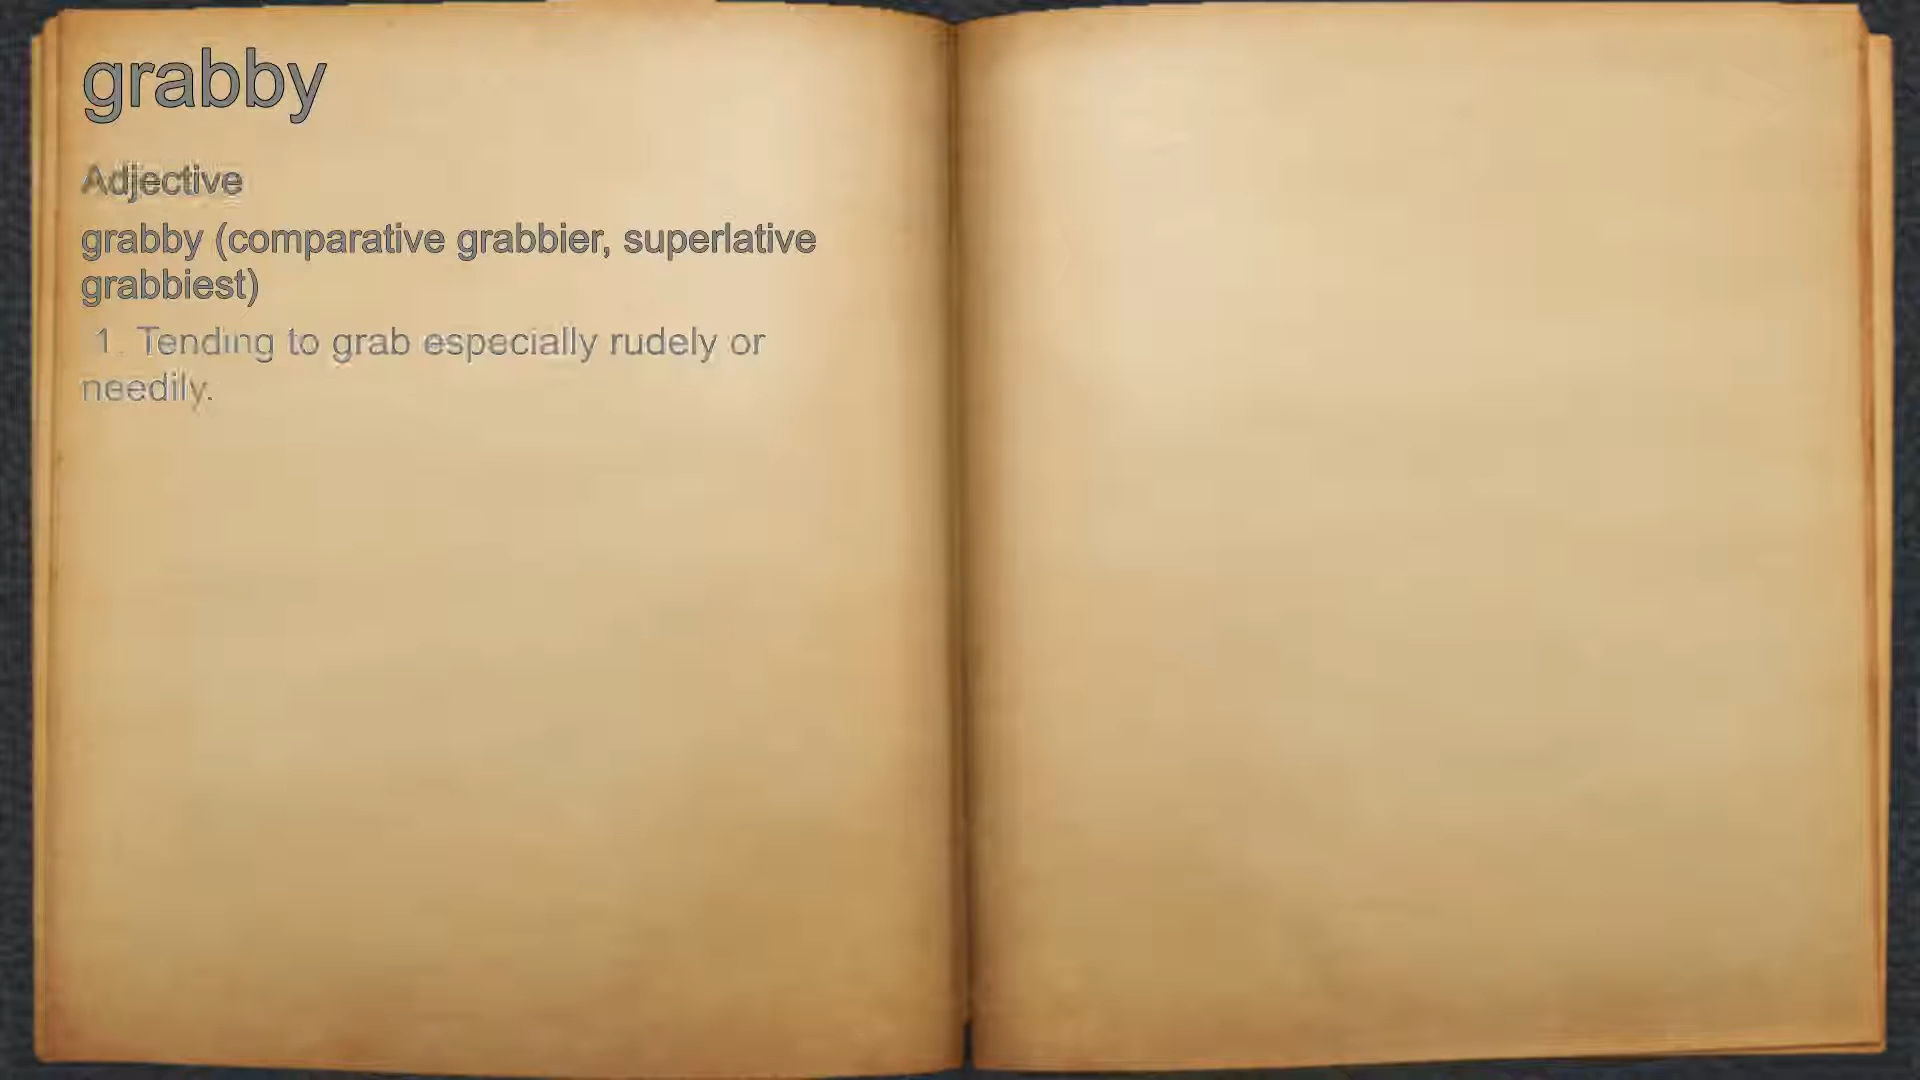 grabby
Adjective
grabby (comparative grabbier, superlative
grabbiest)
1. Tending to grab especially rudely or
needily.